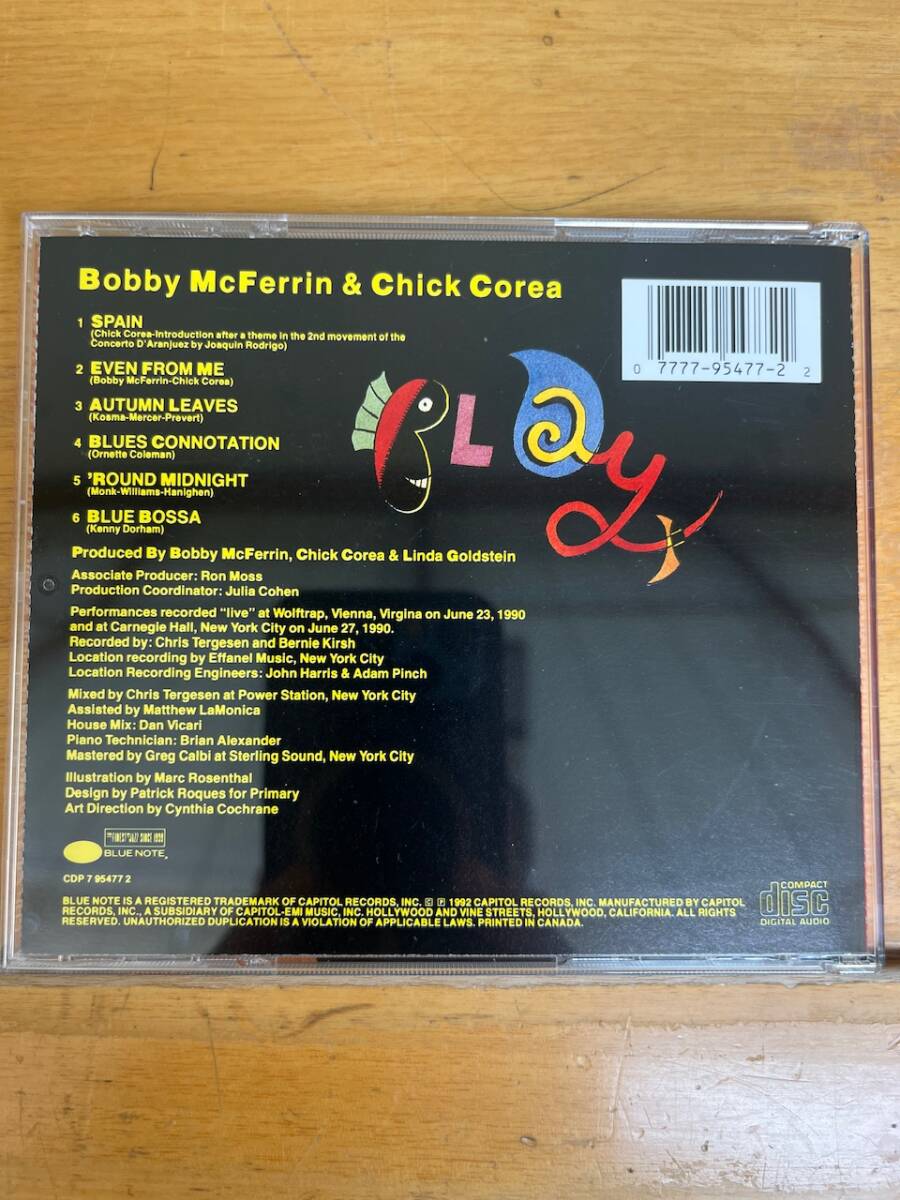 Bobby McFerrin & Chick Corea
1 SPAIN
(Chick Corea-Introduction after a theme in the 2nd movement of the
Concerto D'Aranjuez by Joaquin Rodrigo)
2 EVEN FROM ME
(Bobby McFerrin-Chick Corea)
3 AUTUMN LEAVES
(Kosma-Mercer-Prevert)
4 BLUES CONNOTATION
(Ornette Coleman)
5 'ROUND MIDNIGHT
(Monk-Williams-Hanighen)
6 BLUE BOSSA
(Kenny Dorham)
0 7777-95477-2 2
PLay
Produced By Bobby McFerrin, Chick Corea & Linda Goldstein
Associate Producer: Ron Moss
Production Coordinator: Julia Cohen
Performances recorded "live" at Wolftrap, Vienna, Virgina on June 23, 1990
and at Carnegie Hall, New York City on June 27, 1990.
Recorded by: Chris Tergesen and Bernie Kirsh
Location recording by Effanel Music, New York City
Location Recording Engineers: John Harris & Adam Pinch
Mixed by Chris Tergesen at Power Station, New York City
Assisted by Matthew LaMonica
House Mix: Dan Vicari
Piano Technician: Brian Alexander
Mastered by Greg Calbi at Sterling Sound, New York City
Illustration by Marc Rosenthal
Design by Patrick Roques for Primary
Art Direction by Cynthia Cochrane
THE FINEST IN JAZZ SINCE 1939
BLUE NOTE.
CDP 7 95477 2
BLUE NOTE IS A REGISTERED TRADEMARK OF CAPITOL RECORDS, INC. © ℗ 1992 CAPITOL RECORDS, INC. MANUFACTURED BY CAPITOL
RECORDS, INC., A SUBSIDIARY OF CAPITOL-EMI MUSIC, INC. HOLLYWOOD AND VINE STREETS, HOLLYWOOD, CALIFORNIA. ALL RIGHTS
RESERVED. UNAUTHORIZED DUPLICATION IS A VIOLATION OF APPLICABLE LAWS. PRINTED IN CANADA.
COMPACT
disc
DIGITAL AUDIO